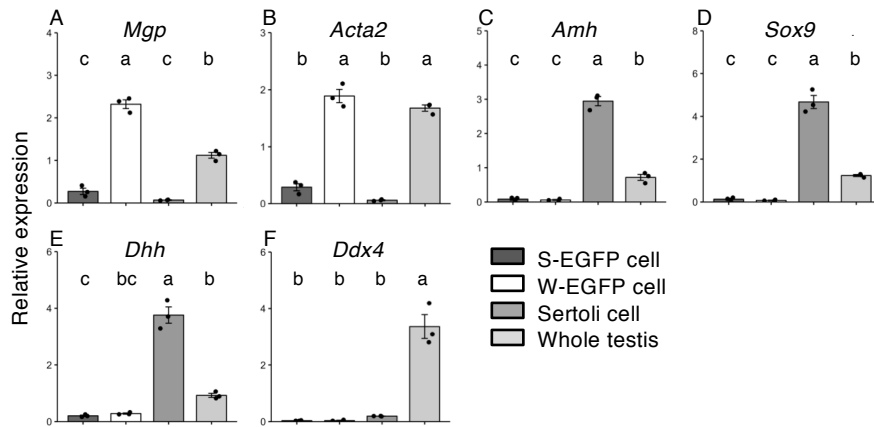 A Mgp
B Acta2
C Amh
D Sox9
4 3 2 1 0
c a c b
3 2 1 0
b a b a
5 4 3 2 1 0
c c a b
8 6 4 2 0
c c a b
Relative expression
E Dhh
F Ddx4
6 4 2 0
c bc a b
6 4 2 0
b b b a
S-EGFP cell
W-EGFP cell
Sertoli cell
Whole testis